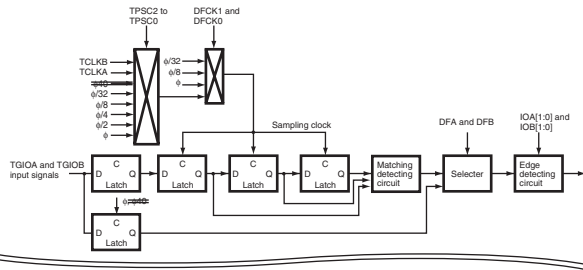 TPSC2 to
TPSC0
DFCK1 and
DFCK0
TCLKB
TCLKA
ϕ40
ϕ/32
ϕ/8
ϕ/4
ϕ/2
ϕ
ϕ/32
ϕ/8
ϕ
Sampling clock
DFA and DFB
IOA[1:0] and
IOB[1:0]
TGIOA and TGIOB
input signals
C
D Q
Latch
C
D Q
Latch
C
D Q
Latch
C
D Q
Latch
Matching
detecting
circuit
Selecter
Edge
detecting
circuit
ϕ, ϕ40
C
D Q
Latch